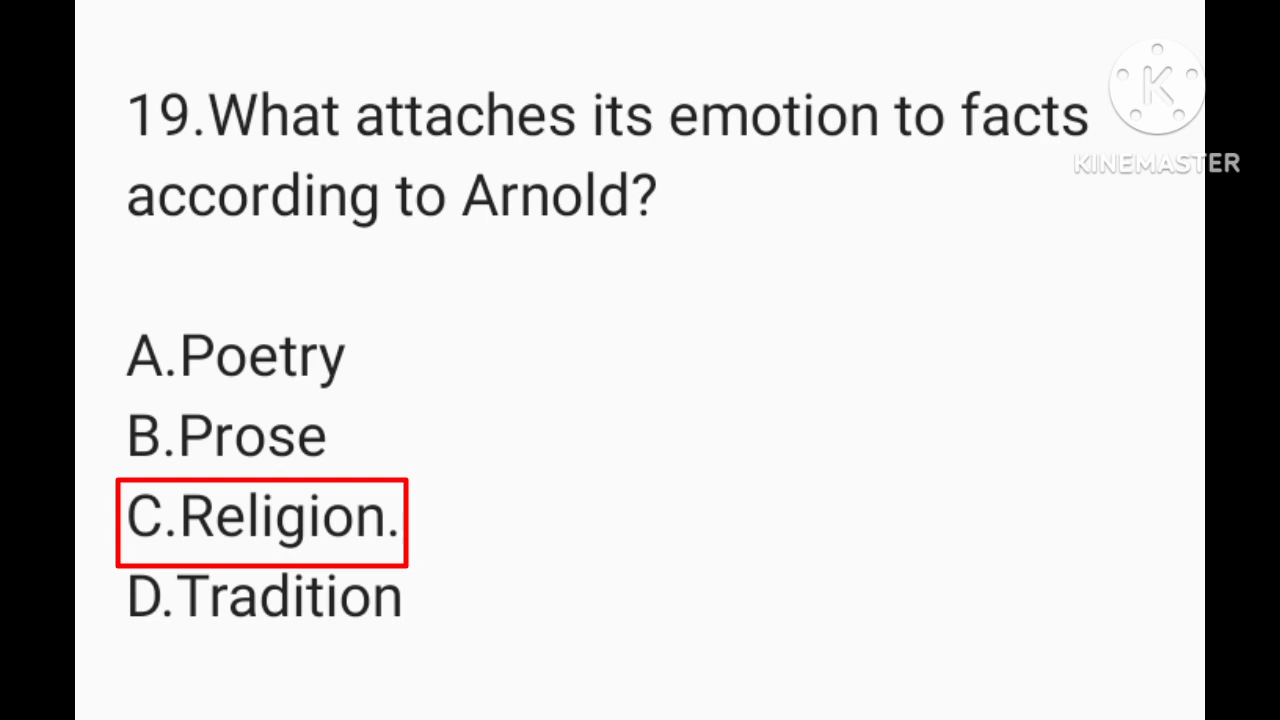 19.What attaches its emotion to facts
according to Arnold?
K
KINEMASTER
A.Poetry
B.Prose
C.Religion.
D.Tradition